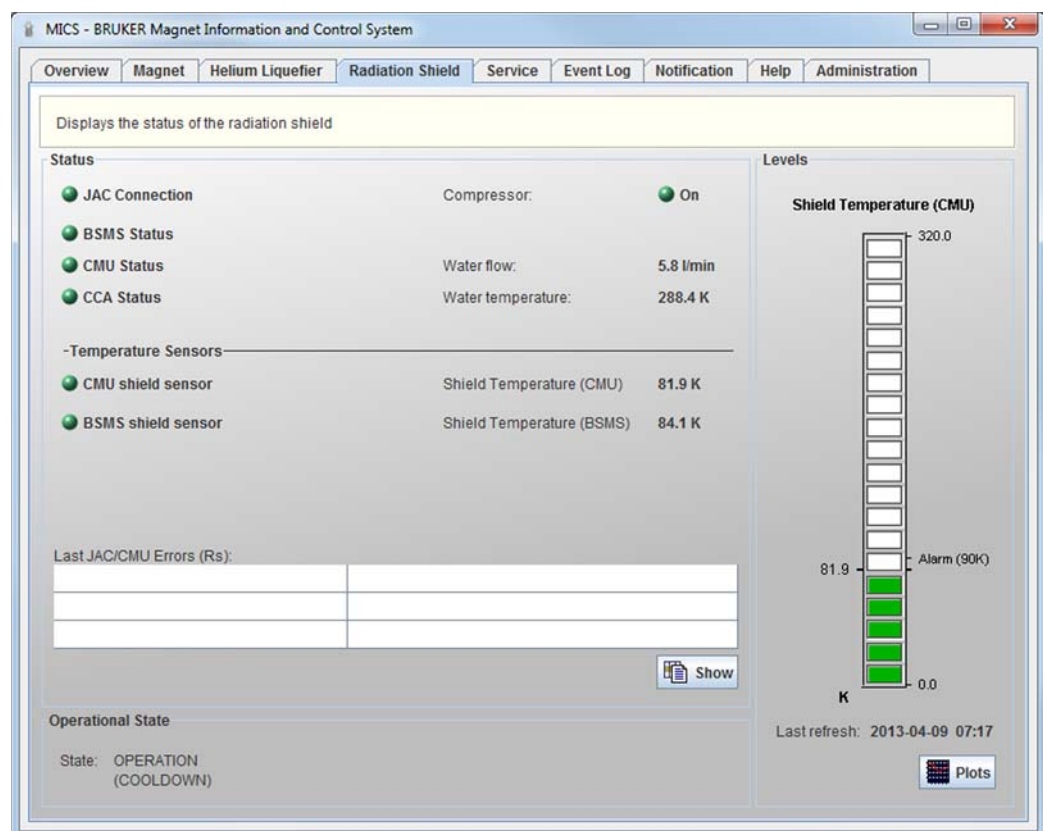 MICS - BRUKER Magnet Information and Control System
Overview Magnet Helium Liquefier Radiation Shield Service Event Log Notification Help Administration
Displays the status of the radiation shield
Status
JAC Connection Compressor: On
BSMS Status
CMU Status Water flow: 5.8 l/min
CCA Status Water temperature: 288.4 K
-Temperature Sensors
CMU shield sensor Shield Temperature (CMU) 81.9 K
BSMS shield sensor Shield Temperature (BSMS) 84.1 K
Last JAC/CMU Errors (Rs):
Show
Operational State
State: OPERATION
(COOLDOWN)
Levels
Shield Temperature (CMU)
320.0
81.9 Alarm (90K)
0.0
K
Last refresh: 2013-04-09 07:17
Plots